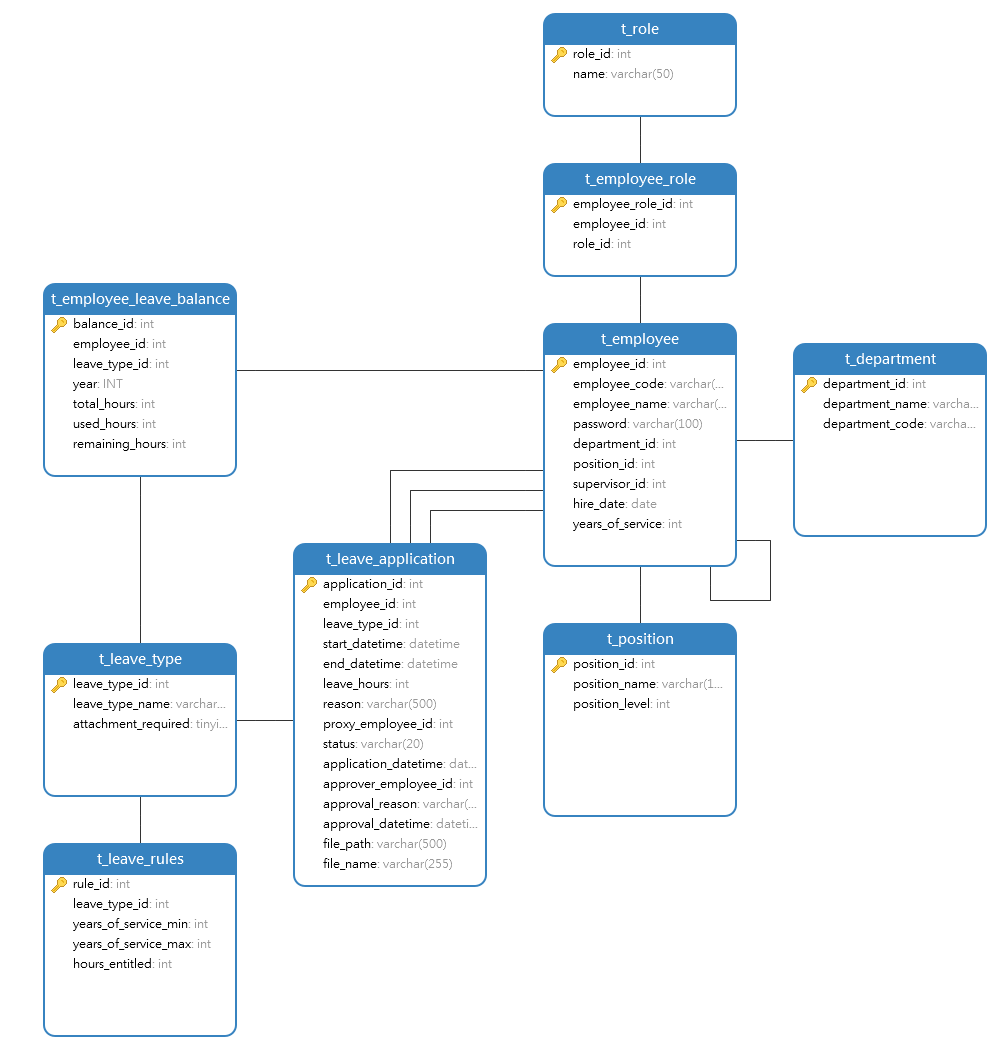 t_role
role_id: int
name: varchar(50)
t_employee_role
employee_role_id: int
employee_id: int
role_id: int
t_employee_leave_balance
balance_id: int
employee_id: int
leave_type_id: int
year: INT
total_hours: int
used_hours: int
remaining_hours: int
t_employee
employee_id: int
employee_code: varchar(...
employee_name: varchar(...
password: varchar(100)
department_id: int
position_id: int
supervisor_id: int
hire_date: date
years_of_service: int
t_department
department_id: int
department_name: varcha...
department_code: varcha...
t_leave_application
application_id: int
employee_id: int
leave_type_id: int
start_datetime: datetime
end_datetime: datetime
leave_hours: int
reason: varchar(500)
proxy_employee_id: int
status: varchar(20)
application_datetime: dat...
approver_employee_id: int
approval_reason: varchar(...
approval_datetime: dateti...
file_path: varchar(500)
file_name: varchar(255)
t_position
position_id: int
position_name: varchar(1...
position_level: int
t_leave_type
leave_type_id: int
leave_type_name: varchar...
attachment_required: tinyi...
t_leave_rules
rule_id: int
leave_type_id: int
years_of_service_min: int
years_of_service_max: int
hours_entitled: int